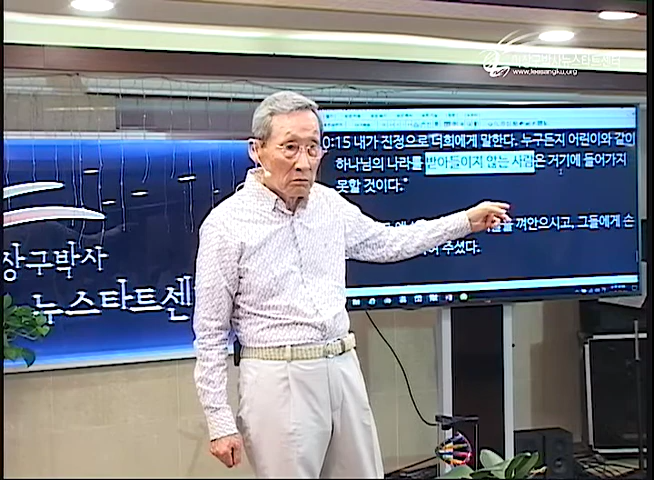 www.leesangku.org
0:15 내가 진정으로 너희에게 말한다. 누구든지 어린이와 같이
하나님의 나라를 받아들이지 않는 사람은 거기에 들어가지
못할 것이다."
껴안으시고, 그들에게 손
주셨다.
장구박사
뉴스타트센